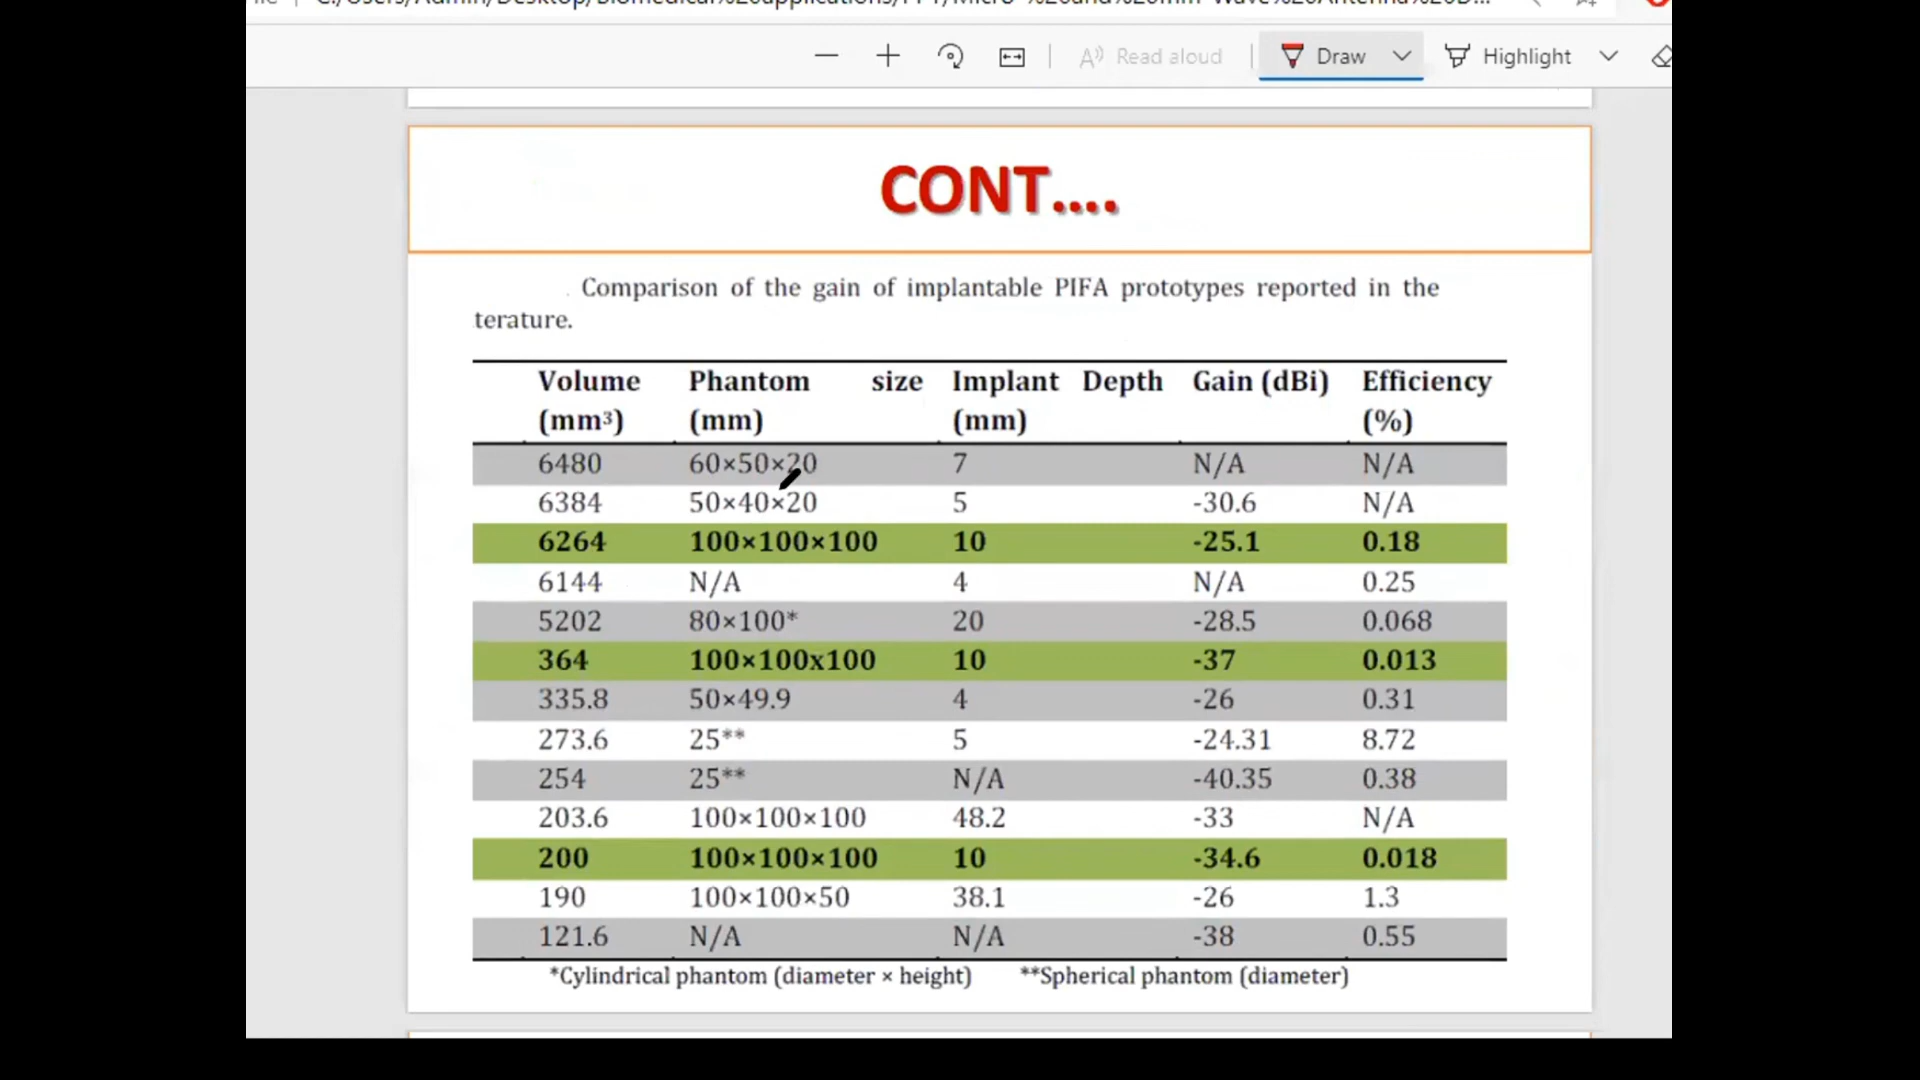 Read aloud Draw Highlight
CONT....
Comparison of the gain of implantable PIFA prototypes reported in the
terature.
Volume (mm³) Phantom size (mm) Implant Depth (mm) Gain (dBi) Efficiency (%)
6480 60×50×20 7 N/A N/A
6384 50×40×20 5 -30.6 N/A
6264 100×100×100 10 -25.1 0.18
6144 N/A 4 N/A 0.25
5202 80×100* 20 -28.5 0.068
364 100×100x100 10 -37 0.013
335.8 50×49.9 4 -26 0.31
273.6 25** 5 -24.31 8.72
254 25** N/A -40.35 0.38
203.6 100×100×100 48.2 -33 N/A
200 100×100×100 10 -34.6 0.018
190 100×100×50 38.1 -26 1.3
121.6 N/A N/A -38 0.55
*Cylindrical phantom (diameter × height) **Spherical phantom (diameter)